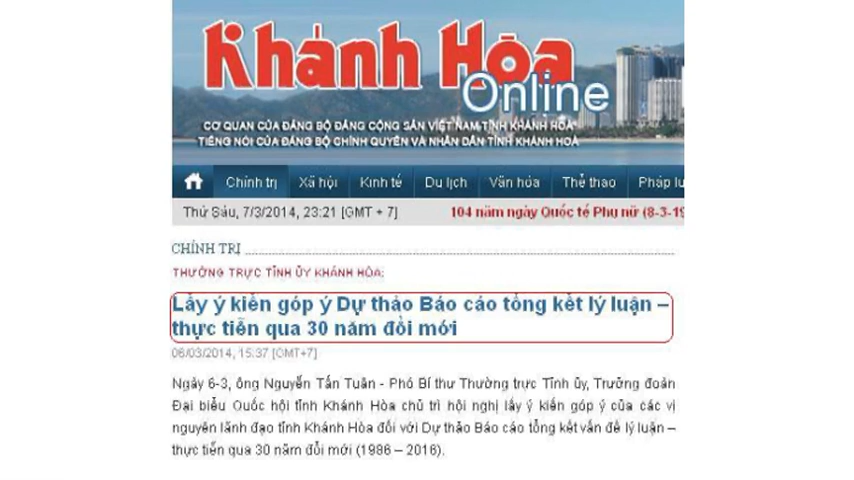 Khánh Hòa
Online
CƠ QUAN CỦA ĐẢNG BỘ ĐẢNG CỘNG SẢN VIỆT NAM TỈNH KHÁNH HÒA
TIẾNG NÓI CỦA ĐẢNG BỘ CHÍNH QUYỀN VÀ NHÂN DÂN TỈNH KHÁNH HOÀ
Chính trị Xã hội Kinh tế Du lịch Văn hóa Thể thao Pháp lu
Thứ Sáu, 7/3/2014, 23:21 [GMT + 7] 104 năm ngày Quốc tế Phụ nữ (8-3-19
CHÍNH TRỊ
THƯỜNG TRỰC TỈNH ỦY KHÁNH HÒA:
Lấy ý kiến góp ý Dự thảo Báo cáo tổng kết lý luận –
thực tiễn qua 30 năm đổi mới
06/03/2014, 15:37 [GMT+7]
Ngày 6-3, ông Nguyễn Tấn Tuân - Phó Bí thư Thường trực Tỉnh ủy, Trưởng đoàn
Đại biểu Quốc hội tỉnh Khánh Hòa chủ trì hội nghị lấy ý kiến góp ý của các vị
nguyên lãnh đạo tỉnh Khánh Hòa đối với Dự thảo Báo cáo tổng kết vấn đề lý luận –
thực tiễn qua 30 năm đổi mới (1986 – 2016).